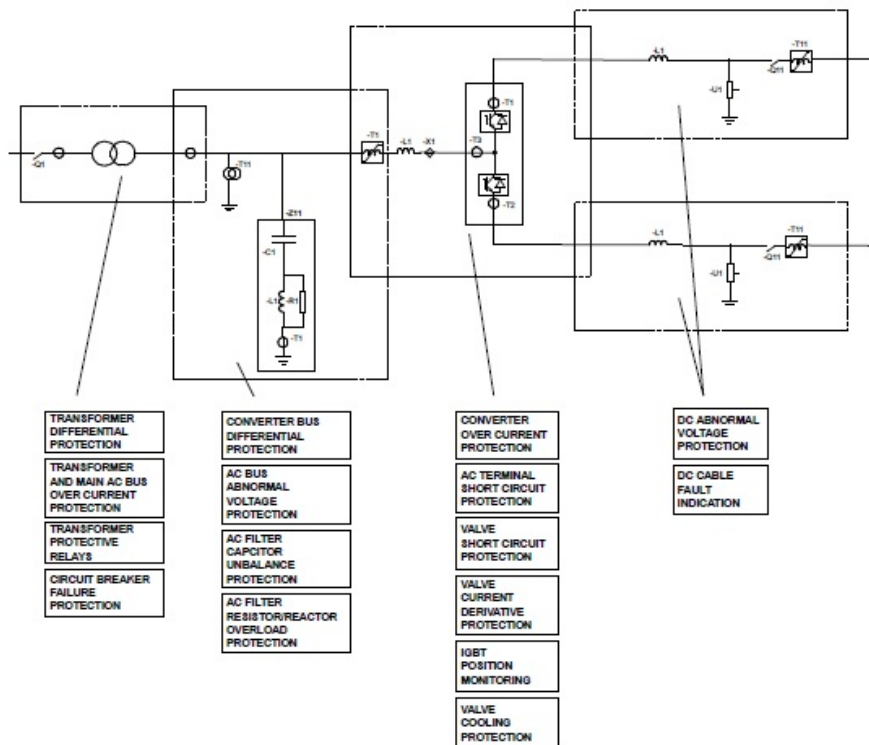 -L1
-T11
-Q11
-U1
-T1
-T1
-L1
-X1
-T3
-Q1
-T11
-T2
-Z11
-C1
-L1
-R1
-T1
-L1
-T11
-Q11
-U1
TRANSFORMER
DIFFERENTIAL
PROTECTION
TRANSFORMER
AND MAIN AC BUS
OVER CURRENT
PROTECTION
TRANSFORMER
PROTECTIVE
RELAYS
CIRCUIT BREAKER
FAILURE
PROTECTION
CONVERTER BUS
DIFFERENTIAL
PROTECTION
AC BUS
ABNORMAL
VOLTAGE
PROTECTION
AC FILTER
CAPCITOR
UNBALANCE
PROTECTION
AC FILTER
RESISTOR/REACTOR
OVERLOAD
PROTECTION
CONVERTER
OVER CURRENT
PROTECTION
AC TERMINAL
SHORT CIRCUIT
PROTECTION
VALVE
SHORT CIRCUIT
PROTECTION
VALVE
CURRENT
DERIVATIVE
PROTECTION
IGBT
POSITION
MONITORING
VALVE
COOLING
PROTECTION
DC ABNORMAL
VOLTAGE
PROTECTION
DC CABLE
FAULT
INDICATION